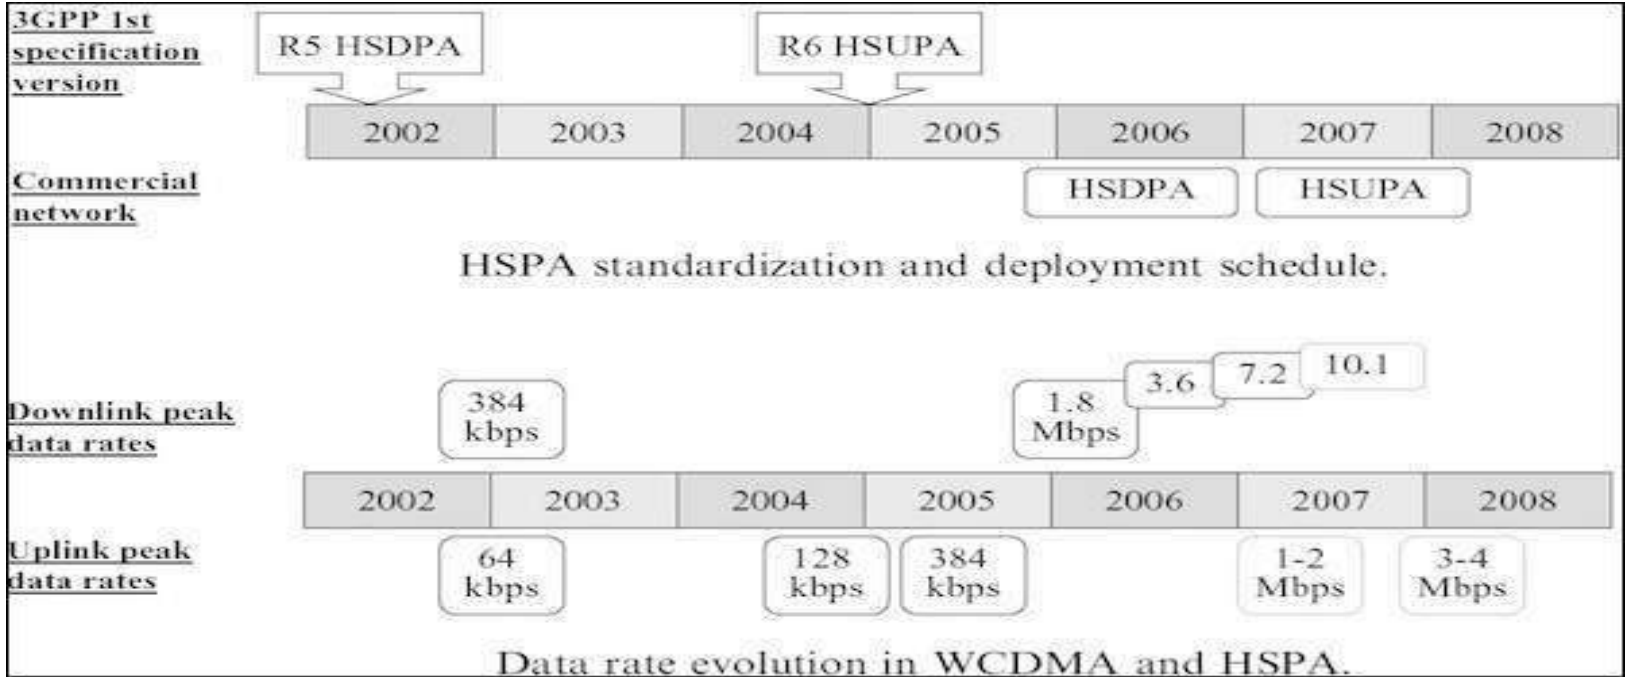 3GPP 1st
specification
version
R5 HSDPA
R6 HSUPA
2002 2003 2004 2005 2006 2007 2008
Commercial
network
HSDPA
HSUPA
HSPA standardization and deployment schedule.
Downlink peak
data rates
384
kbps
1.8
Mbps
3.6
7.2
10.1
2002 2003 2004 2005 2006 2007 2008
Uplink peak
data rates
64
kbps
128
kbps
384
kbps
1-2
Mbps
3-4
Mbps
Data rate evolution in WCDMA and HSPA.